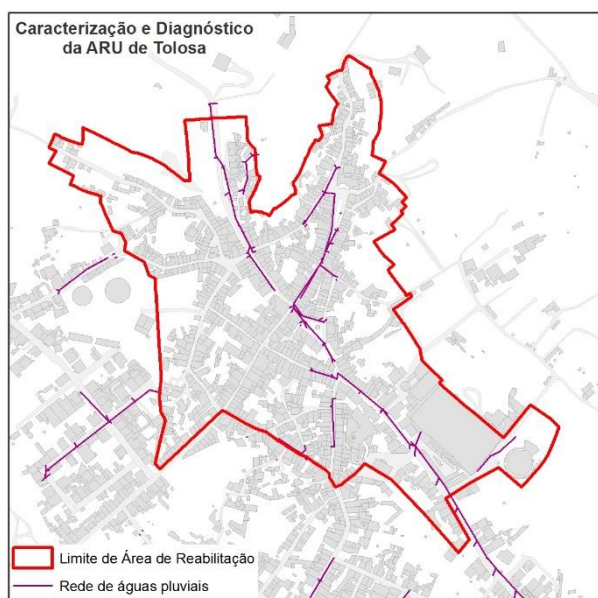 Caracterização e Diagnóstico
da ARU de Tolosa
Limite de Área de Reabilitação
Rede de águas pluviais